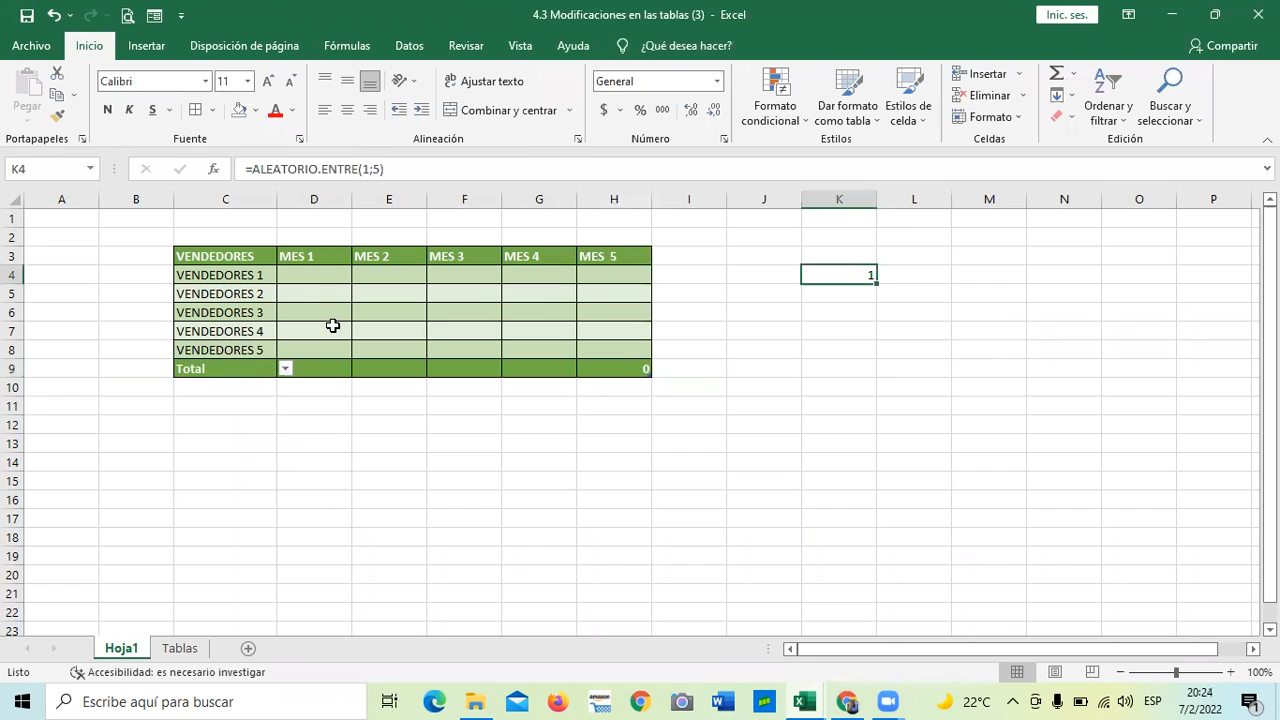 4.3 Modificaciones en las tablas (3) - Excel
Inic. ses.
Archivo Inicio Insertar Disposición de página Fórmulas Datos Revisar Vista Ayuda ¿Qué desea hacer? Compartir
Pegar
Calibri 11
N K S A
Ajustar texto
Combinar y centrar
General
$ % 000
Formato condicional
Dar formato como tabla
Estilos de celda
Insertar
Eliminar
Formato
Ordenar y filtrar
Buscar y seleccionar
Portapapeles Fuente Alineación Número Estilos Celdas Edición
K4 fx =ALEATORIO.ENTRE(1;5)
A B C D E F G H I J K L M N O P
1
2
3 VENDEDORES MES 1 MES 2 MES 3 MES 4 MES 5
4 VENDEDORES 1 1
5 VENDEDORES 2
6 VENDEDORES 3
7 VENDEDORES 4
8 VENDEDORES 5
9 Total 0
10
11
12
13
14
15
16
17
18
19
20
21
22
23
Hoja1 Tablas
Listo Accesibilidad: es necesario investigar 100%
Escribe aquí para buscar
22°C ESP
20:24
7/2/2022